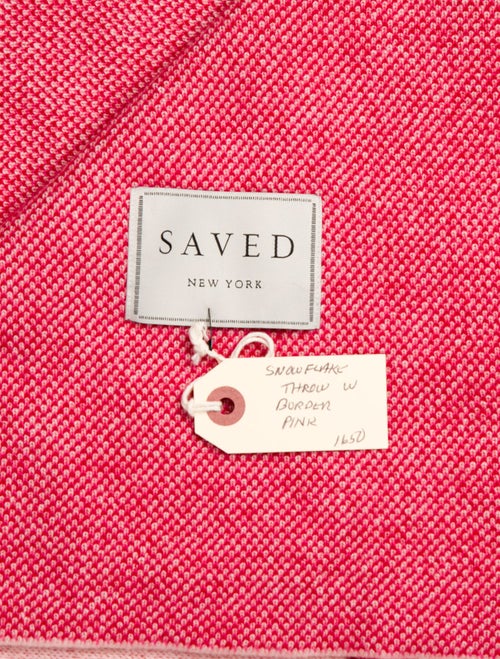 SAVED
NEW YORK
SNOWFLAKE
THROW W
BORDER
PINK
1650